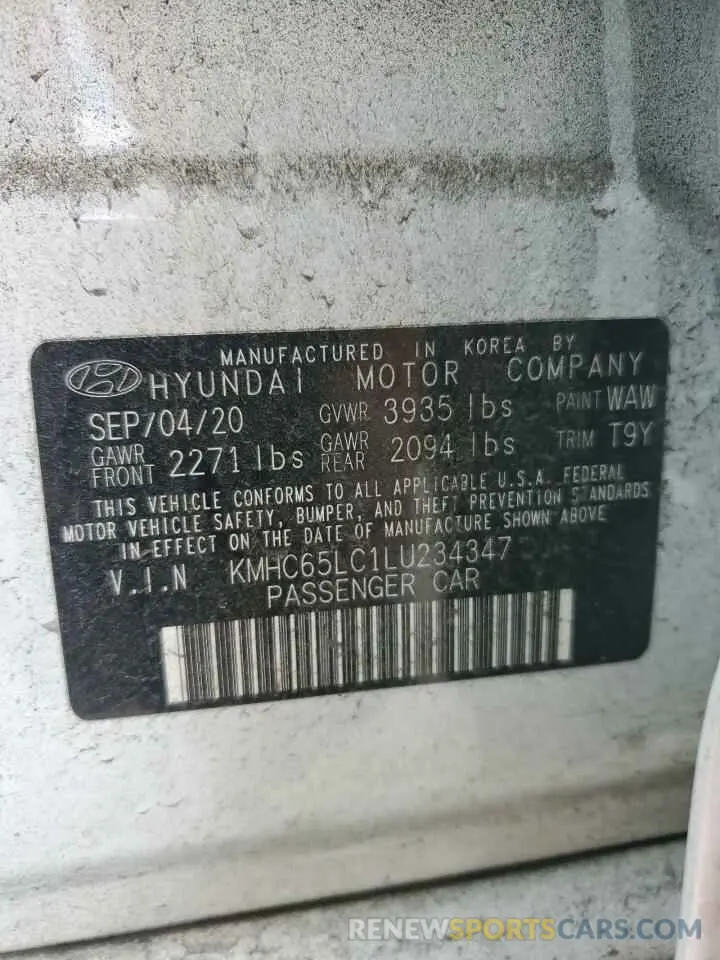 MANUFACTURED IN KOREA BY
HYUNDAI MOTOR COMPANY
SEP/04/20 GVWR 3935 lbs PAINT WAW
GAWR FRONT 2271 lbs GAWR REAR 2094 lbs TRIM T9Y
THIS VEHICLE CONFORMS TO ALL APPLICABLE U.S.A. FEDERAL
MOTOR VEHICLE SAFETY, BUMPER, AND THEFT PREVENTION STANDARDS
IN EFFECT ON THE DATE OF MANUFACTURE SHOWN ABOVE
V.I.N KMHC65LC1LU234347
PASSENGER CAR
RENEWSPORTSCARS.COM